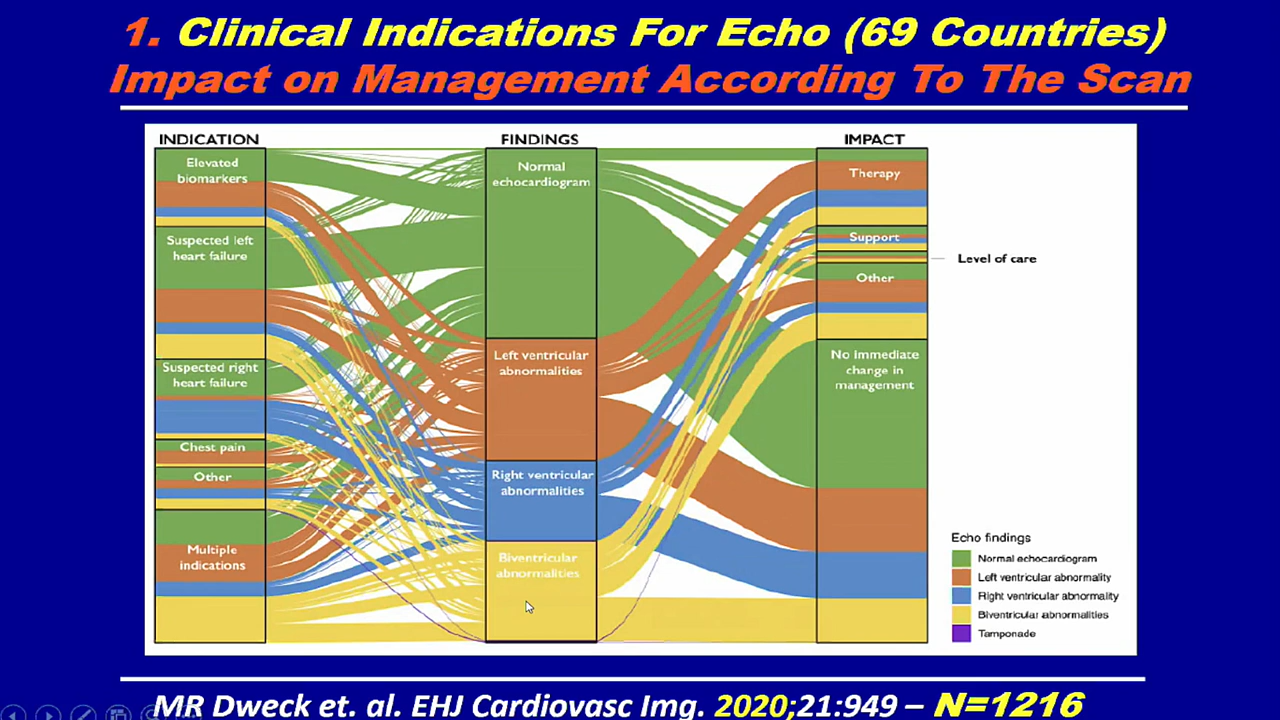 1. Clinical Indications For Echo (69 Countries)
Impact on Management According To The Scan
INDICATION
FINDINGS
IMPACT
Elevated
biomarkers
Suspected left
heart failure
Suspected right
heart failure
Chest pain
Other
Multiple
indications
Normal
echocardiogram
Left ventricular
abnormalities
Right ventricular
abnormalities
Biventricular
abnormalities
Therapy
Support
Level of care
Other
No immediate
change in
management
Echo findings
Normal echocardiogram
Left ventricular abnormality
Right ventricular abnormality
Biventricular abnormalities
Tamponade
MR Dweck et. al. EHJ Cardiovasc Img. 2020;21:949 – N=1216